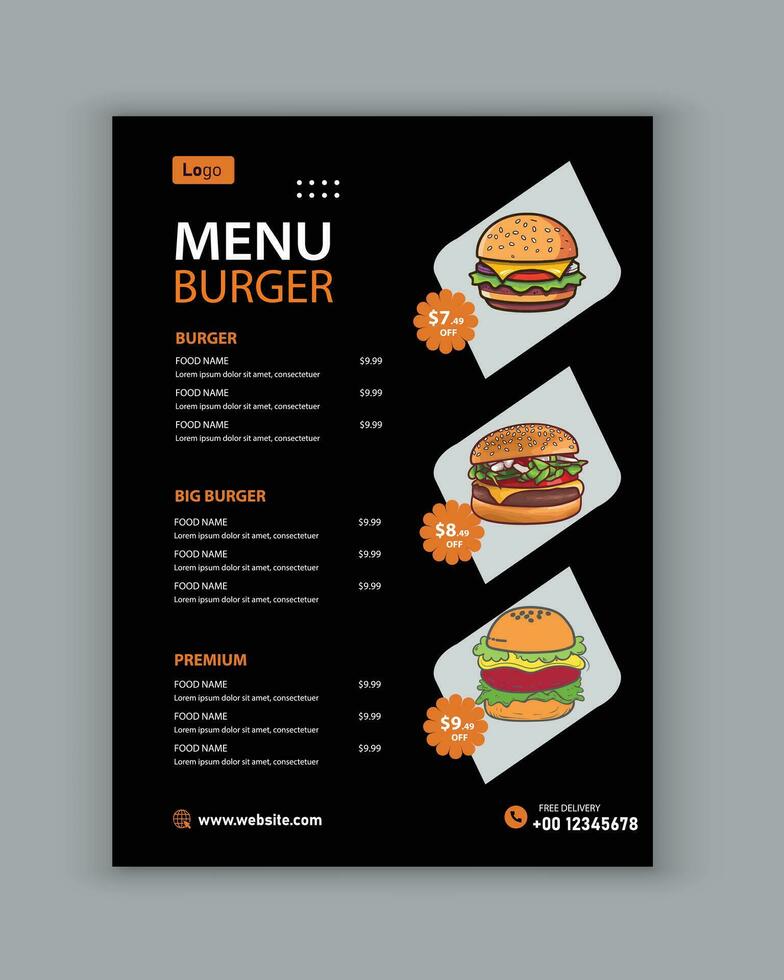 Logo
MENU
BURGER
BURGER
FOOD NAME $9.99
Lorem ipsum dolor sit amet, consectetuer
FOOD NAME $9.99
Lorem ipsum dolor sit amet, consectetuer
FOOD NAME $9.99
Lorem ipsum dolor sit amet, consectetuer
BIG BURGER
FOOD NAME $9.99
Lorem ipsum dolor sit amet, consectetuer
FOOD NAME $9.99
Lorem ipsum dolor sit amet, consectetuer
FOOD NAME $9.99
Lorem ipsum dolor sit amet, consectetuer
PREMIUM
FOOD NAME $9.99
Lorem ipsum dolor sit amet, consectetuer
FOOD NAME $9.99
Lorem ipsum dolor sit amet, consectetuer
FOOD NAME $9.99
Lorem ipsum dolor sit amet, consectetuer
$7.49
OFF
$8.49
OFF
$9.49
OFF
www.website.com
FREE DELIVERY
+00 12345678